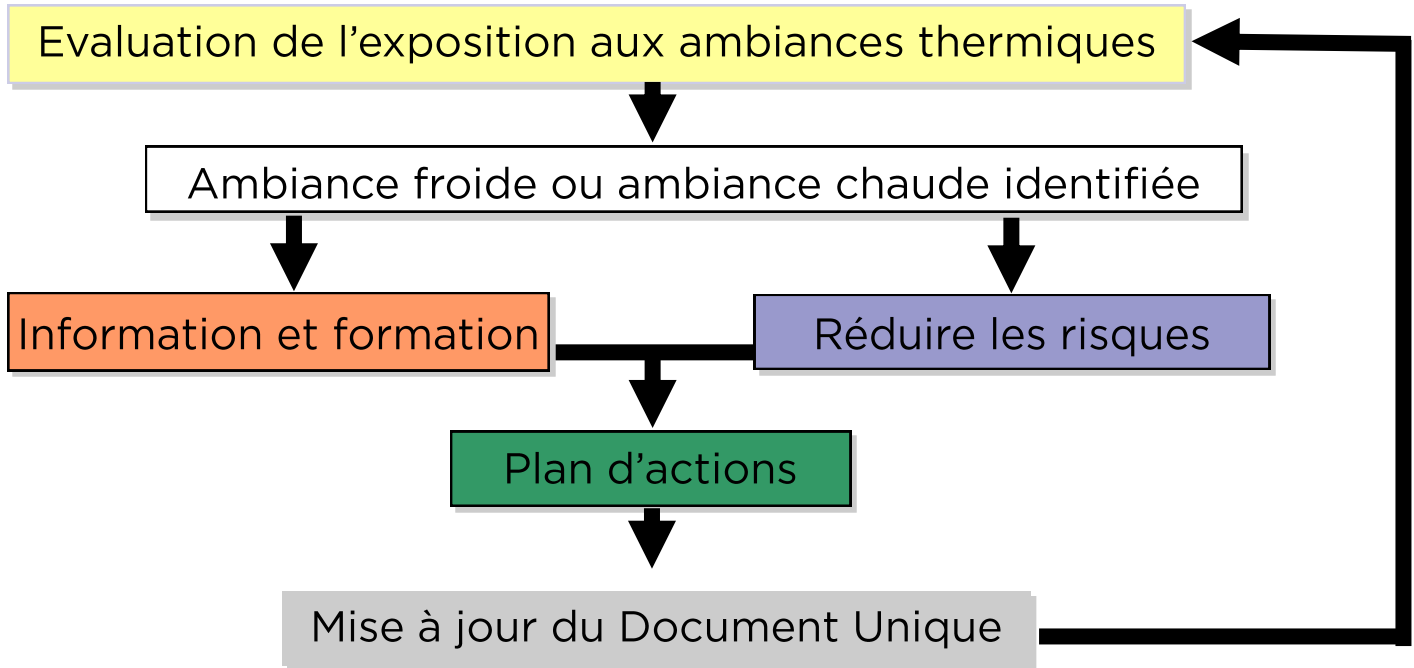 Evaluation de l’exposition aux ambiances thermiques
Ambiance froide ou ambiance chaude identifiée
Information et formation
Réduire les risques
Plan d’actions
Mise à jour du Document Unique